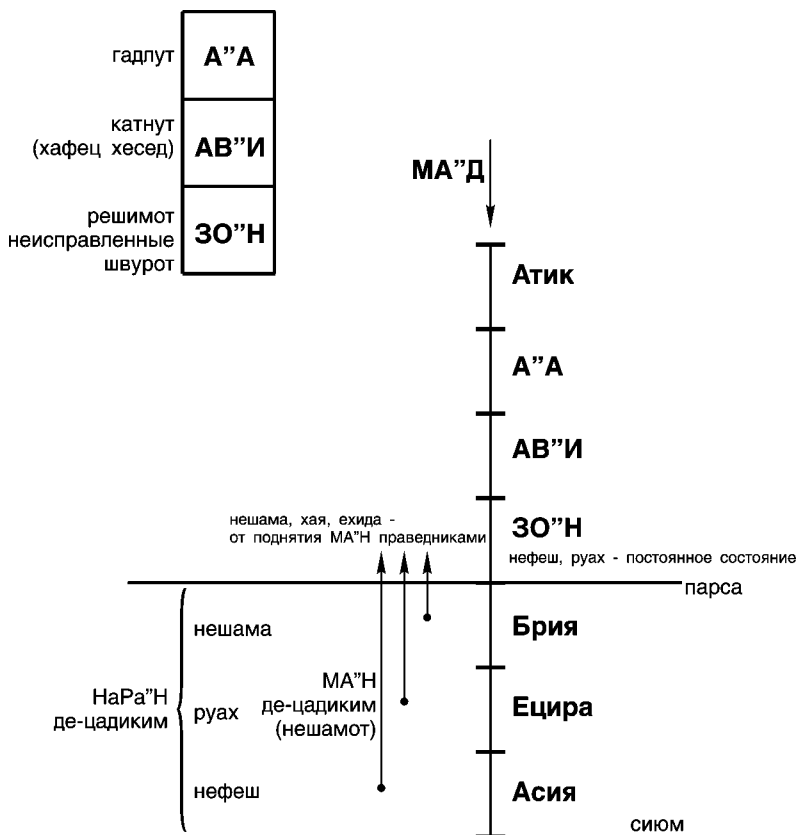 гадлут
А”А
катнут
(хафец хесед)
АВ”И
решимот
неисправленные
швурот
ЗО”Н
МА”Д
Атик
А”А
АВ”И
ЗО”Н
нефеш, руах - постоянное состояние
нешама, хая, ехида -
от поднятия МА”Н праведниками
парса
НаРа”Н
де-цадиким
нешама
руах
нефеш
МА”Н
де-цадиким
(нешамот)
Брия
Ецира
Асия
сиюм